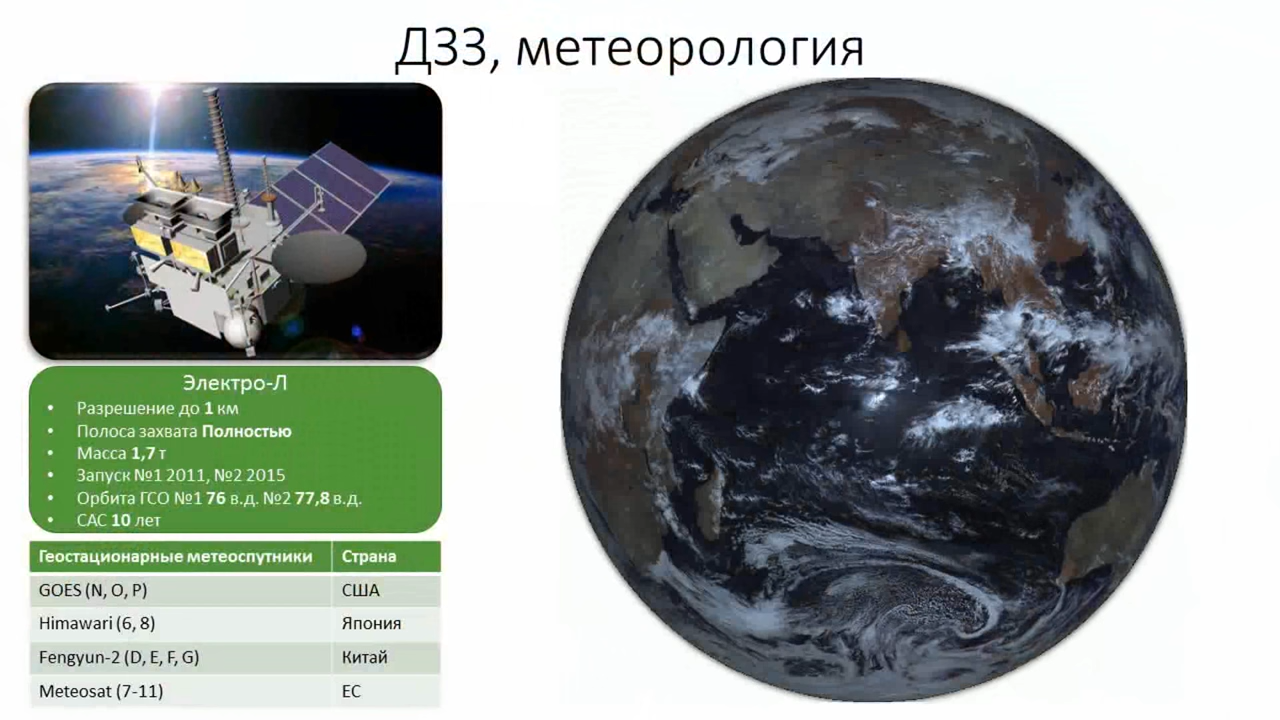 ДЗЗ, метеорология
Электро-Л
• Разрешение до 1 км
• Полоса захвата Полностью
• Масса 1,7 т
• Запуск №1 2011, №2 2015
• Орбита ГСО №1 76 в.д. №2 77,8 в.д.
• САС 10 лет
Геостационарные метеоспутники Страна
GOES (N, O, P) США
Himawari (6, 8) Япония
Fengyun-2 (D, E, F, G) Китай
Meteosat (7-11) ЕС